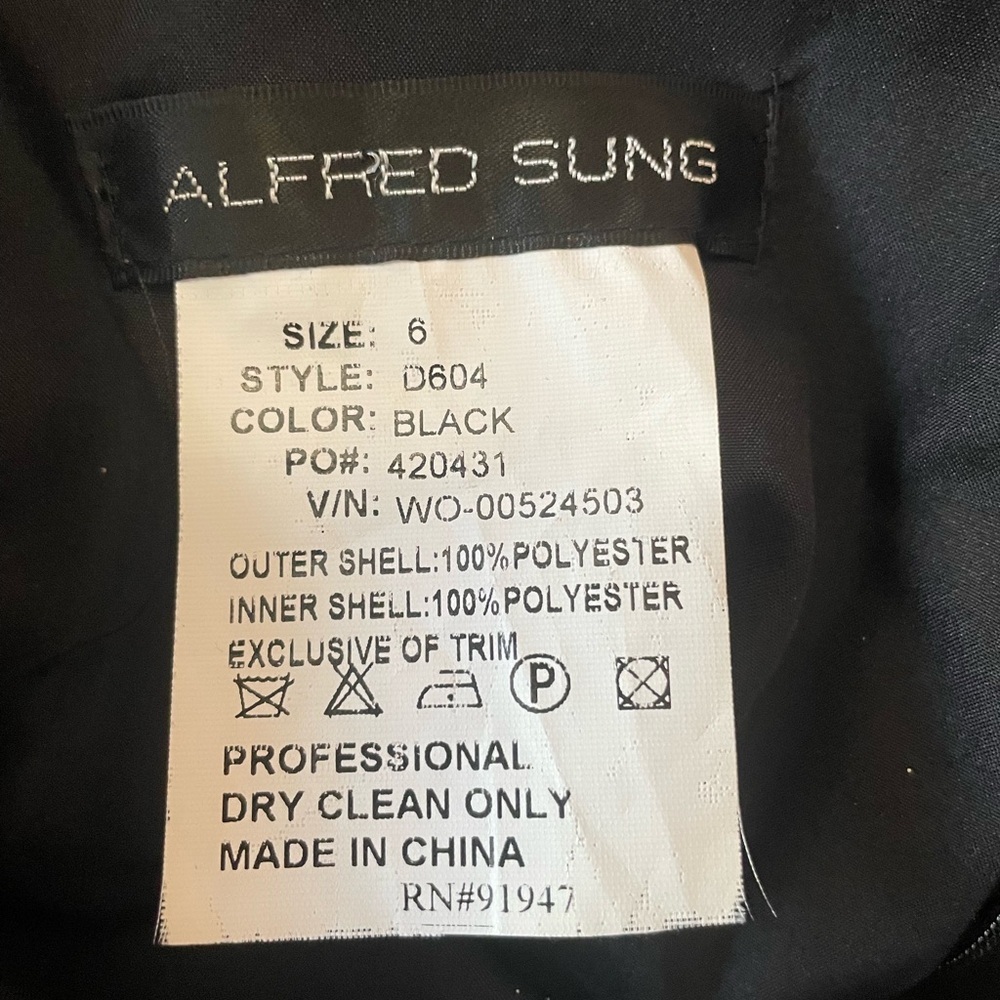 ALFRED SUNG
SIZE: 6
STYLE: D604
COLOR: BLACK
PO#: 420431
V/N: WO-00524503
OUTER SHELL:100%POLYESTER
INNER SHELL:100%POLYESTER
EXCLUSIVE OF TRIM
P
PROFESSIONAL
DRY CLEAN ONLY
MADE IN CHINA
RN#91947